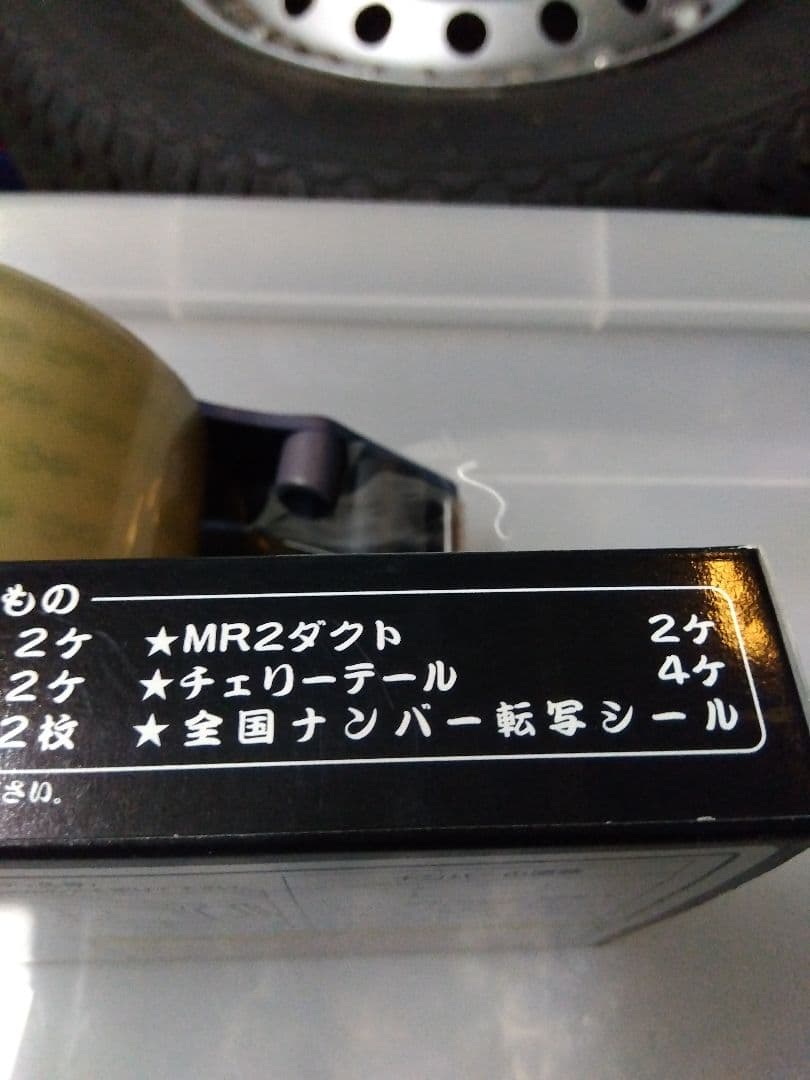 もの
2ケ ★MR2ダクト 2ケ
2ケ ★チェリーテール 4ケ
2枚 ★全国ナンバー転写シール
さい。